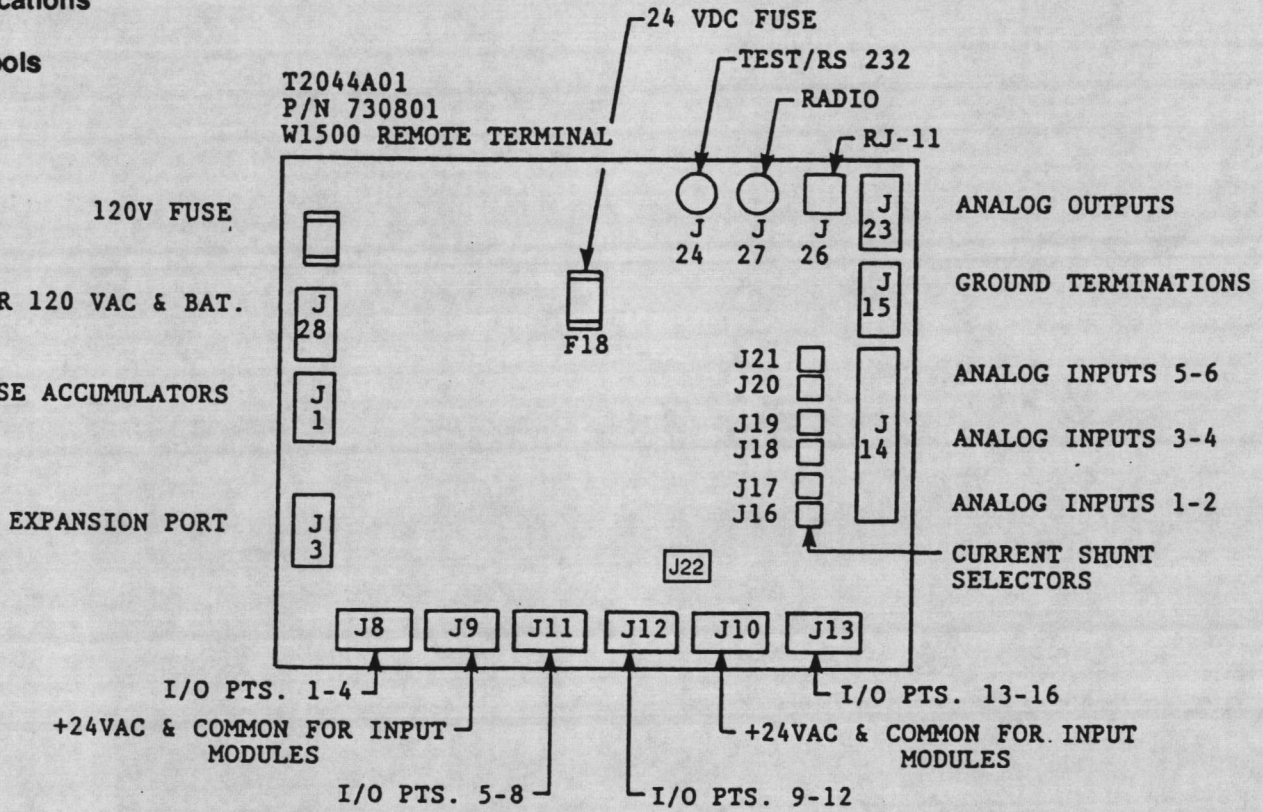 24 VDC FUSE
TEST/RS 232
T2044A01
P/N 730801
RADIO
W1500 REMOTE TERMINAL
RJ-11
120V FUSE
J
24
J
27
J
26
J
23
ANALOG OUTPUTS
120 VAC & BAT.
J
28
F18
J
15
GROUND TERMINATIONS
ACCUMULATORS
J
1
J21
J20
ANALOG INPUTS 5-6
J19
J18
J
14
ANALOG INPUTS 3-4
EXPANSION PORT
J
3
J17
J16
ANALOG INPUTS 1-2
J22
CURRENT SHUNT
SELECTORS
J8
J9
J11
J12
J10
J13
I/O PTS. 1-4
I/O PTS. 13-16
+24VAC & COMMON FOR INPUT
MODULES
+24VAC & COMMON FOR INPUT
MODULES
I/O PTS. 5-8
I/O PTS. 9-12